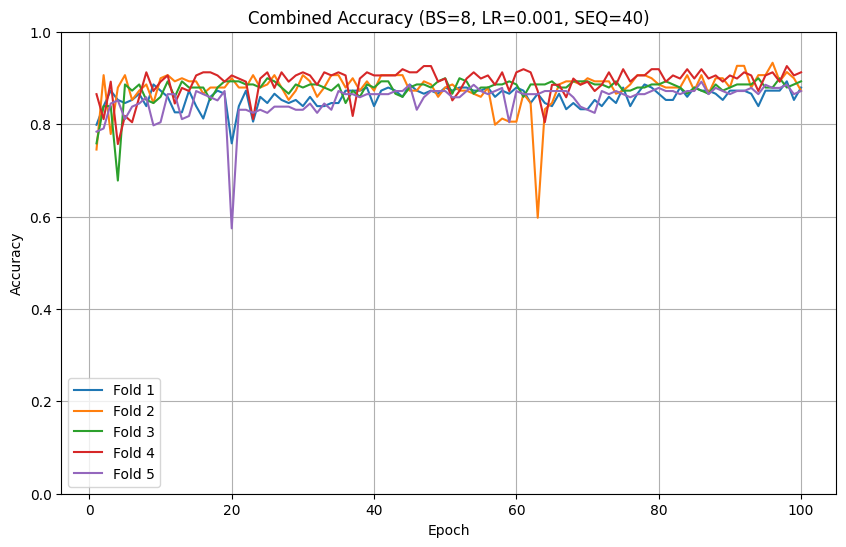 Combined Accuracy (BS=8, LR=0.001, SEQ=40)
Accuracy
1.0
0.8
0.6
0.4
0.2
0.0
Fold 1
Fold 2
Fold 3
Fold 4
Fold 5
0 20 40 60 80 100
Epoch